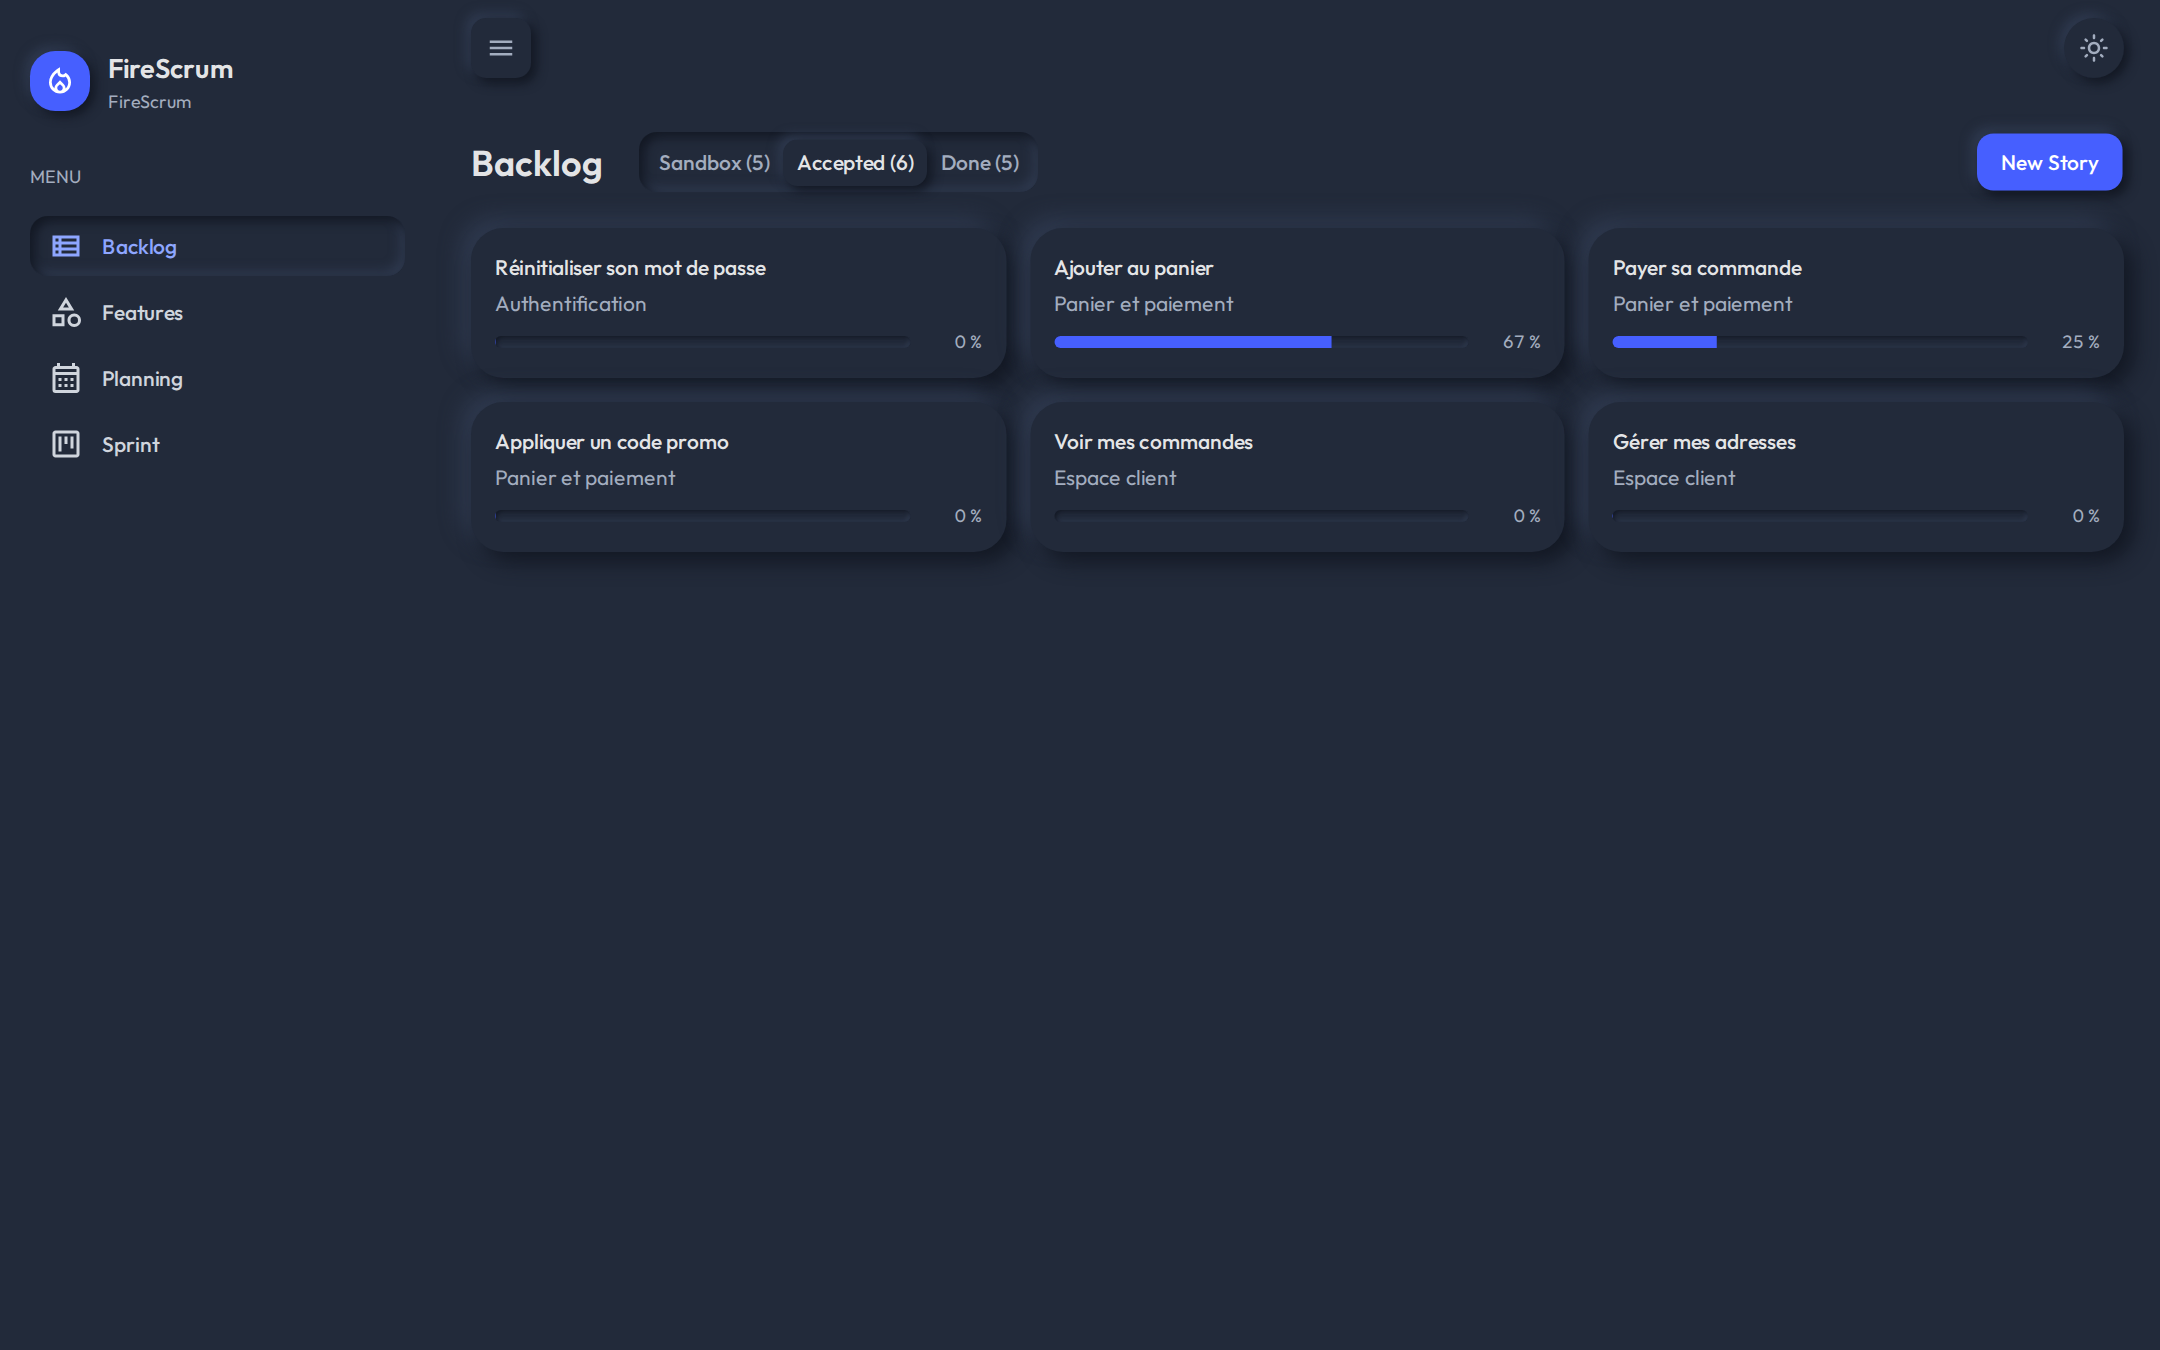 FireScrum
FireScrum
MENU
Backlog
Features
Planning
Sprint
Backlog
Sandbox (5)
Accepted (6)
Done (5)
New Story
Réinitialiser son mot de passe
Authentification
0 %
Ajouter au panier
Panier et paiement
67 %
Payer sa commande
Panier et paiement
25 %
Appliquer un code promo
Panier et paiement
0 %
Voir mes commandes
Espace client
0 %
Gérer mes adresses
Espace client
0 %